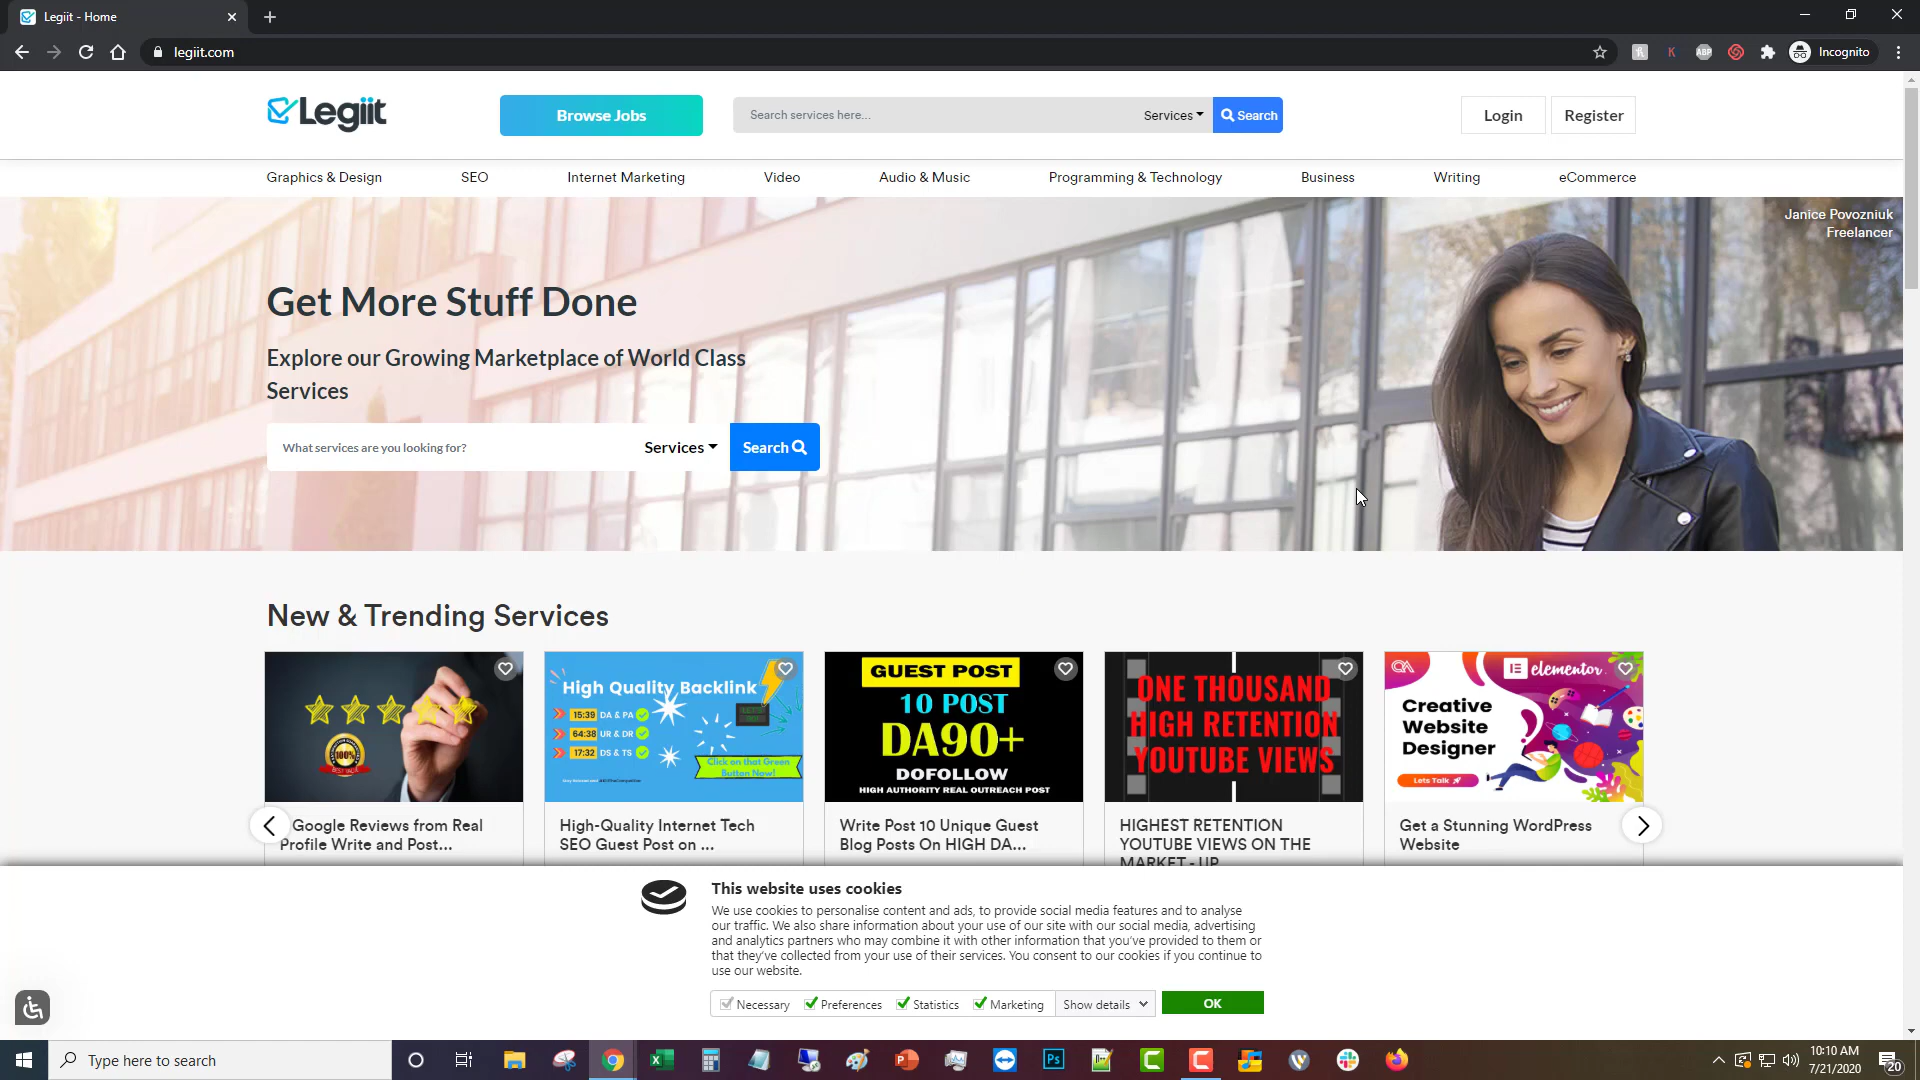 Legiit - Home
legiit.com
ABP
Incognito
Legiit
Browse Jobs
Search services here...
Services
Search
Login
Register
Graphics & Design
SEO
Internet Marketing
Video
Audio & Music
Programming & Technology
Business
Writing
eCommerce
Janice Povozniuk
Freelancer
Get More Stuff Done
Explore our Growing Marketplace of World Class
Services
What services are you looking for?
Services
Search
New & Trending Services
100%
High Quality Backlink
15:39 DA & PA
64:38 UR & DR
17:32 DS & TS
Click on that Green
Button Now!
GUEST POST
10 POST
DA90+
DOFOLLOW
HIGH AUTHORITY REAL OUTREACH POST
ONE THOUSAND
HIGH RETENTION
YOUTUBE VIEWS
elementor
Creative
Website
Designer
Lets Talk
Google Reviews from Real
Profile Write and Post...
High-Quality Internet Tech
SEO Guest Post on ...
Write Post 10 Unique Guest
Blog Posts On HIGH DA...
HIGHEST RETENTION
YOUTUBE VIEWS ON THE
MARKET - UP
Get a Stunning WordPress
Website
This website uses cookies
We use cookies to personalise content and ads, to provide social media features and to analyse
our traffic. We also share information about your use of our site with our social media, advertising
and analytics partners who may combine it with other information that you've provided to them or
that they've collected from your use of their services. You consent to our cookies if you continue to
use our website.
Necessary
Preferences
Statistics
Marketing
Show details
OK
Type here to search
10:10 AM
7/21/2020
20